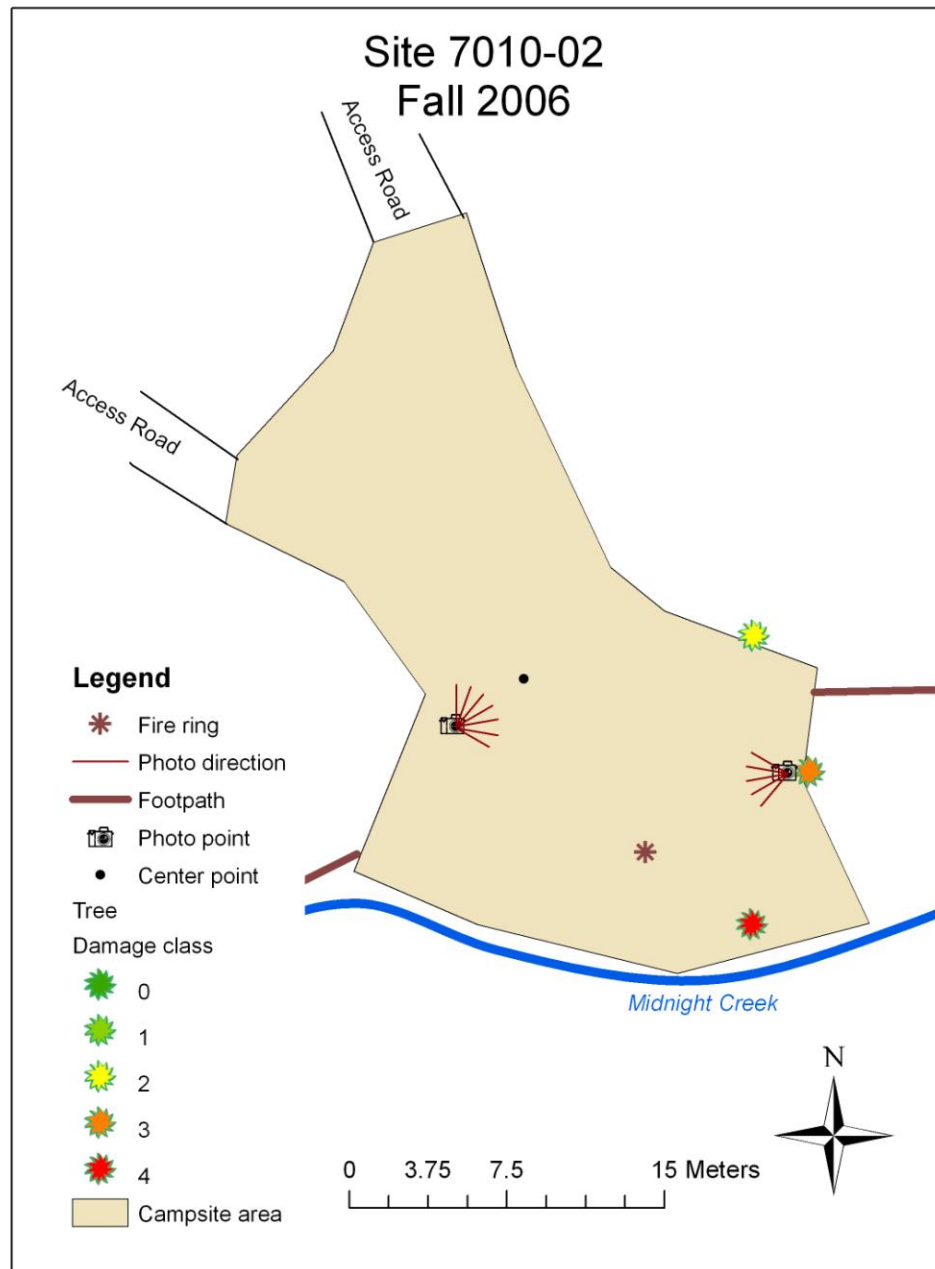 Site 7010-02
Fall 2006
Access Road
Access Road
Legend
Fire ring
Photo direction
Footpath
Photo point
Center point
Tree
Damage class
0
1
2
3
4
Campsite area
Midnight Creek
N
0 3.75 7.5 15 Meters